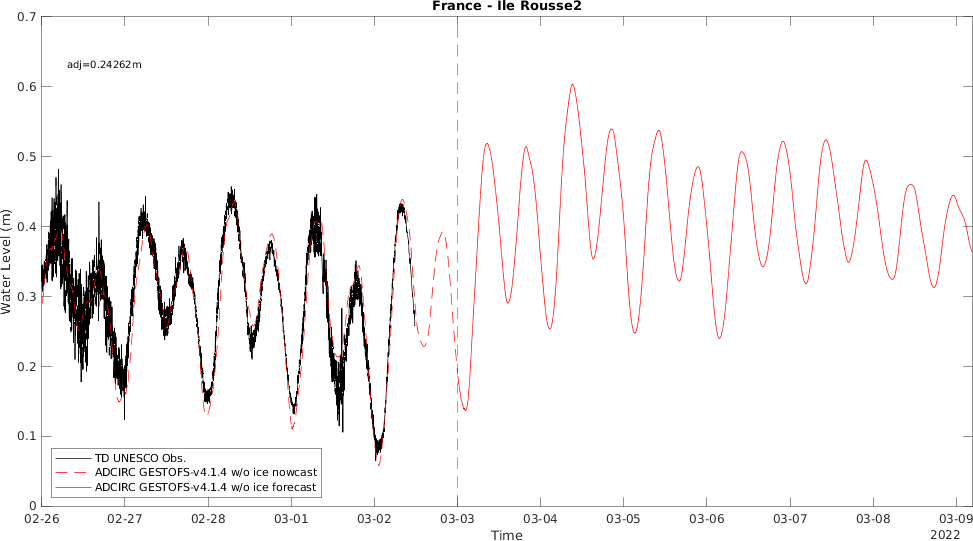 France - Ile Rousse2
adj=0.24262m
0.7
0.6
0.5
0.4
0.3
0.2
0.1
0
Water Level (m)
TD UNESCO Obs.
ADCIRC GESTOFS-v4.1.4 w/o ice nowcast
ADCIRC GESTOFS-v4.1.4 w/o ice forecast
02-26 02-27 02-28 03-01 03-02 03-03 03-04 03-05 03-06 03-07 03-08 03-09
Time
2022